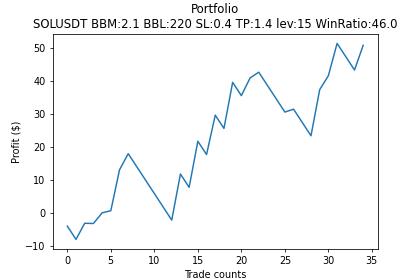 Portfolio
SOLUSDT BBM:2.1 BBL:220 SL:0.4 TP:1.4 lev:15 WinRatio:46.0
50
40
30
20
10
0
−10
Profit ($)
0 5 10 15 20 25 30 35
Trade counts